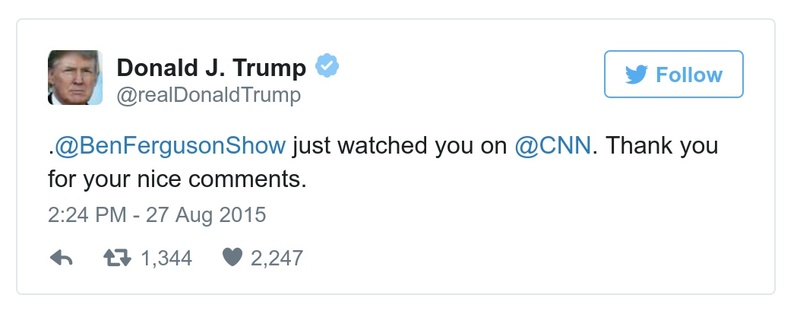 Donald J. Trump
@realDonaldTrump
Follow
.@BenFergusonShow just watched you on @CNN. Thank you
for your nice comments.
2:24 PM - 27 Aug 2015
1,344 2,247